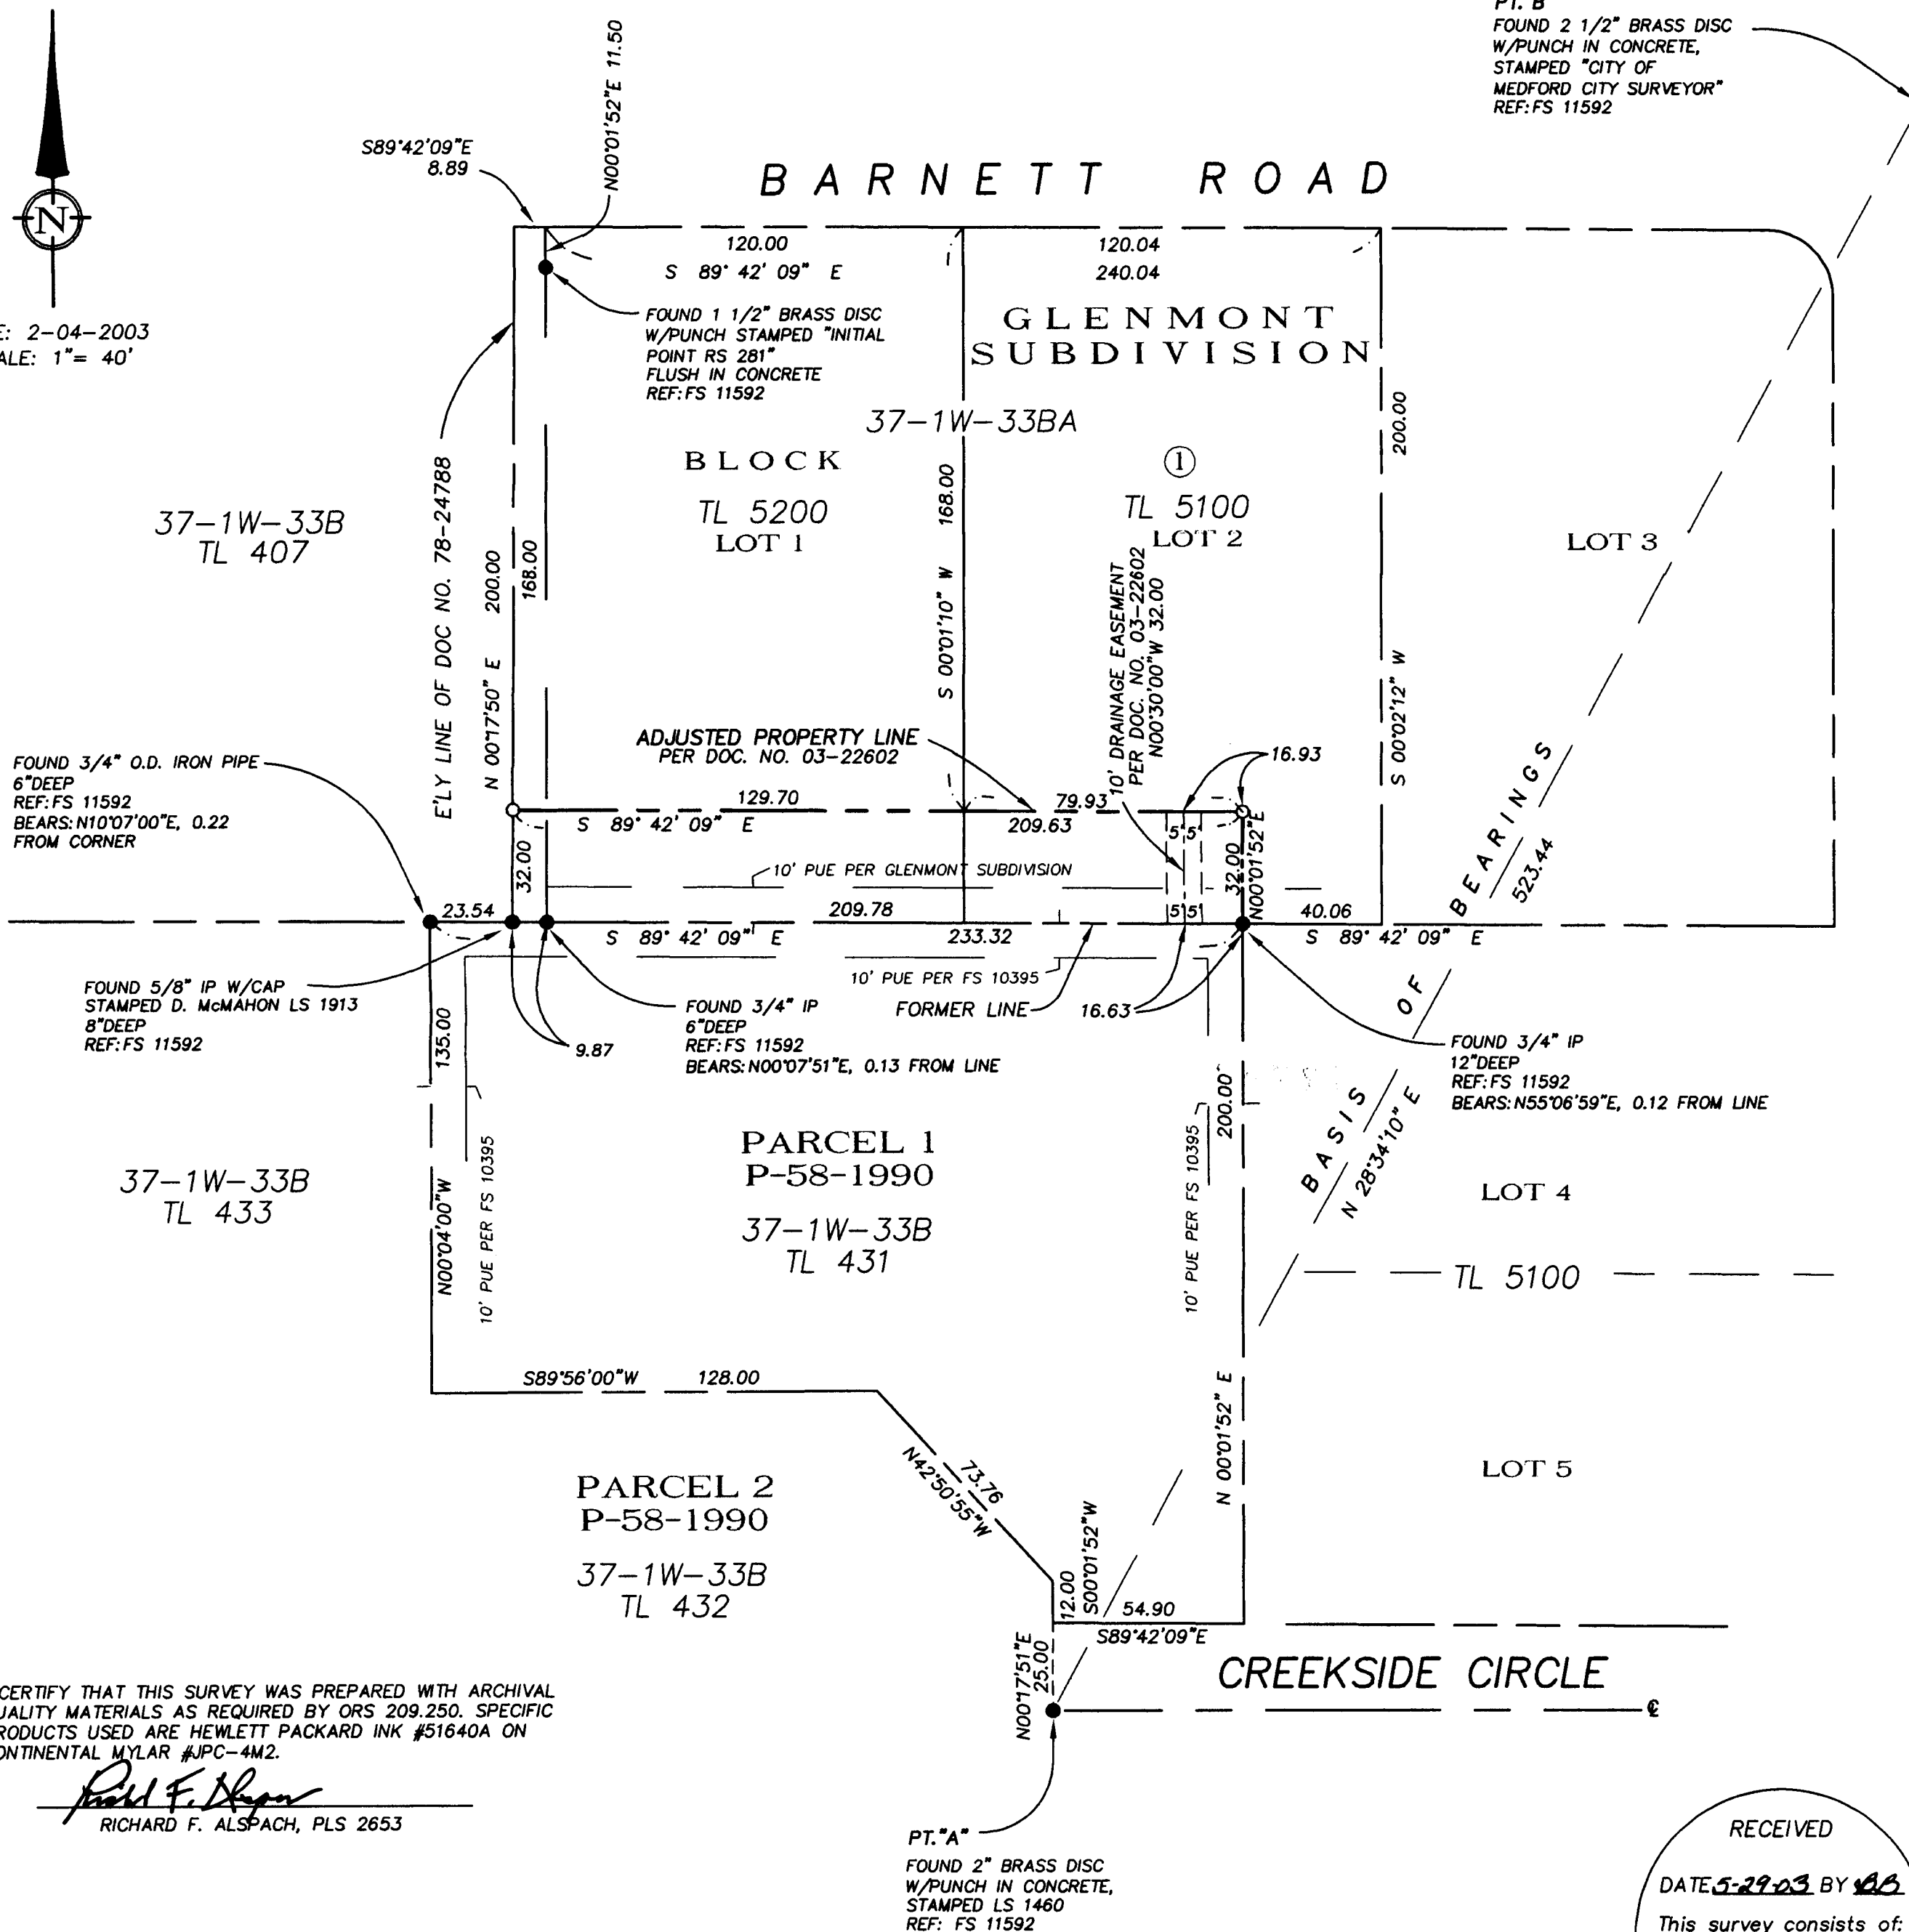 PT. B
FOUND 2 1/2" BRASS DISC
W/PUNCH IN CONCRETE,
STAMPED "CITY OF
MEDFORD CITY SURVEYOR"
REF: FS 11592
N00°01'52"E 11.50
S89°42'09"E
8.89
BARNETT ROAD
N
E: 2-04-2003
ALE: 1"= 40'
120.00
S 89° 42' 09" E
120.04
240.04
FOUND 1 1/2" BRASS DISC
W/PUNCH STAMPED "INITIAL
POINT RS 281"
FLUSH IN CONCRETE
REF: FS 11592
GLENMONT
SUBDIVISION
37-1W-33BA
BLOCK
1
TL 5200
LOT 1
TL 5100
LOT 2
LOT 3
200.00
S 00°02'12" W
168.00
S 00°01'10" W
37-1W-33B
TL 407
E'LY LINE OF DOC NO. 78-24788
N 00°17'50" E 200.00
168.00
10' DRAINAGE EASEMENT
PER DOC. NO. 03-22602
N00°30'00"W 32.00
ADJUSTED PROPERTY LINE
PER DOC. NO. 03-22602
16.93
FOUND 3/4" O.D. IRON PIPE
6"DEEP
REF: FS 11592
BEARS: N10°07'00"E, 0.22
FROM CORNER
129.70
79.93
S 89° 42' 09" E
209.63
5' 5'
32.00
32.00
N00°01'52"E
10' PUE PER GLENMONT SUBDIVISION
23.54
209.78
5' 5'
40.06
S 89° 42' 09" E
233.32
S 89° 42' 09" E
10' PUE PER FS 10395
FORMER LINE
16.63
BASIS OF BEARINGS
N 28°34'10" E
523.44
FOUND 5/8" IP W/CAP
STAMPED D. McMAHON LS 1913
8"DEEP
REF: FS 11592
9.87
FOUND 3/4" IP
6"DEEP
REF: FS 11592
BEARS: N00°07'51"E, 0.13 FROM LINE
FOUND 3/4" IP
12"DEEP
REF: FS 11592
BEARS: N55°06'59"E, 0.12 FROM LINE
135.00
N00°04'00"W
10' PUE PER FS 10395
200.00
10' PUE PER FS 10395
N 00°01'52" E
PARCEL 1
P-58-1990
37-1W-33B
TL 431
37-1W-33B
TL 433
LOT 4
TL 5100
LOT 5
S89°56'00"W 128.00
73.76
N42°50'55"W
PARCEL 2
P-58-1990
37-1W-33B
TL 432
12.00
S00°01'52"W
54.90
S89°42'09"E
N00°17'51"E
25.00
CREEKSIDE CIRCLE
℄
CERTIFY THAT THIS SURVEY WAS PREPARED WITH ARCHIVAL
UALITY MATERIALS AS REQUIRED BY ORS 209.250. SPECIFIC
RODUCTS USED ARE HEWLETT PACKARD INK #51640A ON
ONTINENTAL MYLAR #JPC-4M2.
RICHARD F. ALSPACH, PLS 2653
PT. "A"
FOUND 2" BRASS DISC
W/PUNCH IN CONCRETE,
STAMPED LS 1460
REF: FS 11592
RECEIVED
DATE 5-29-03 BY
This survey consists of: